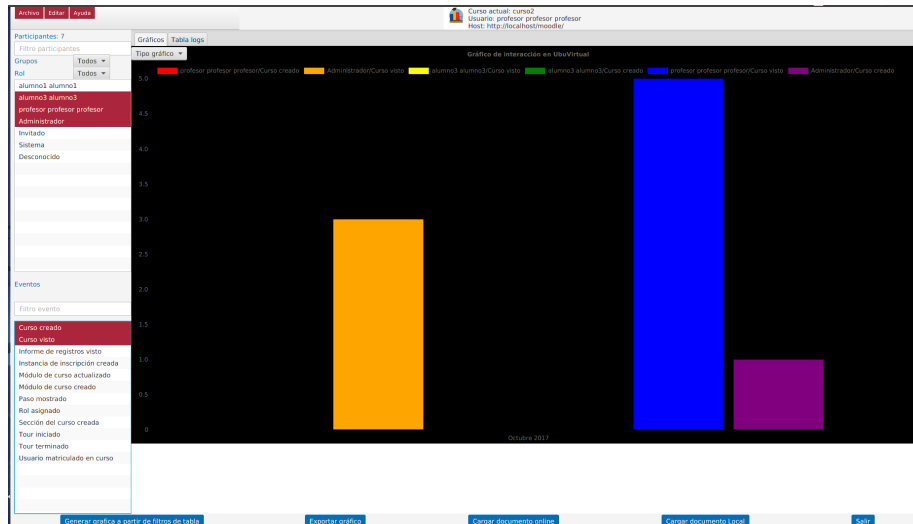 Archivo Editar Ayuda
Curso actual: curso2
Usuario: profesor profesor profesor
Host: http://localhost/moodle/
Participantes: 7
Filtro participantes
Grupos Todos
Rol Todos
alumno1 alumno1
alumno3 alumno3
profesor profesor profesor
Administrador
Invitado
Sistema
Desconocido
Eventos
Filtro evento
Curso creado
Curso visto
Informe de registros visto
Instancia de inscripción creada
Módulo de curso actualizado
Módulo de curso creado
Paso mostrado
Rol asignado
Sección del curso creada
Tour iniciado
Tour terminado
Usuario matriculado en curso
Gráficos Tabla logs
Tipo gráfico
Gráfico de interacción en UbuVirtual
profesor profesor profesor/Curso creado Administrador/Curso visto alumno3 alumno3/Curso visto alumno3 alumno3/Curso creado profesor profesor profesor/Curso visto Administrador/Curso creado
5.0
4.5
4.0
3.5
3.0
2.5
2.0
1.5
1.0
0.5
0
Octubre 2017
Generar grafica a partir de filtros de tabla Exportar gráfico Cargar documento online Cargar documento Local Salir